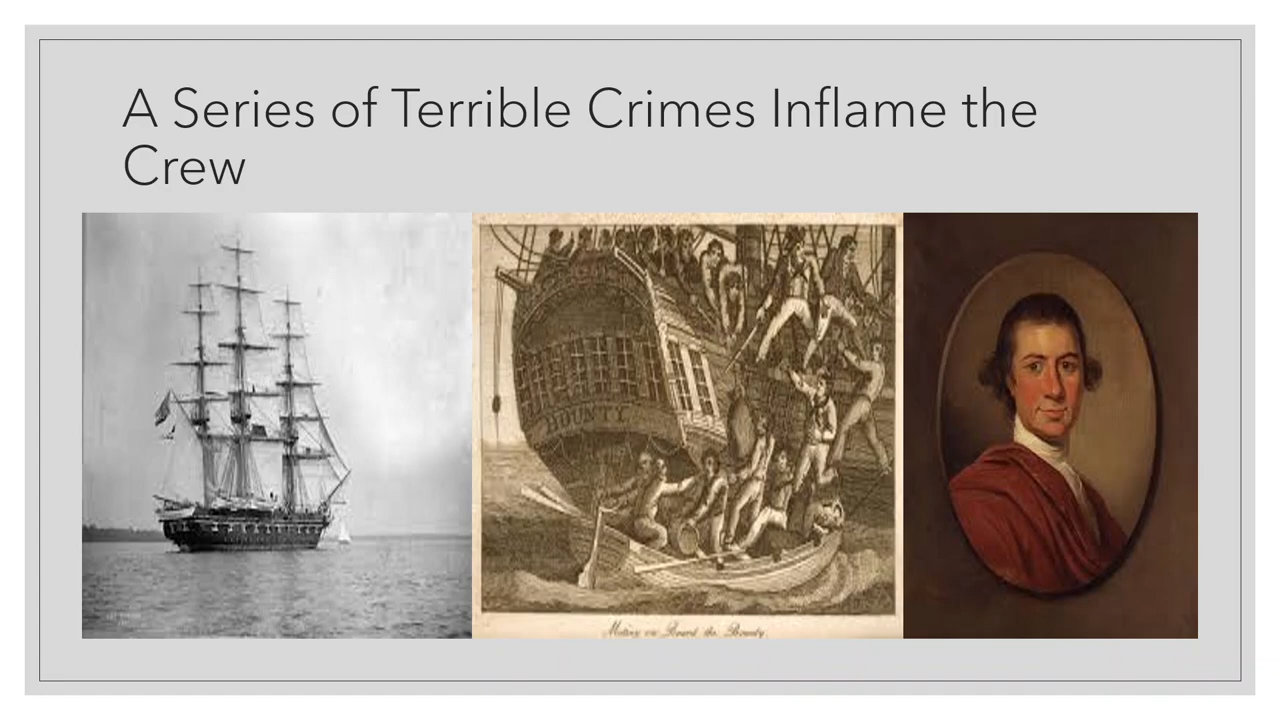 A Series of Terrible Crimes Inflame the
Crew
BOUNTY
Mutiny on Board the Bounty.